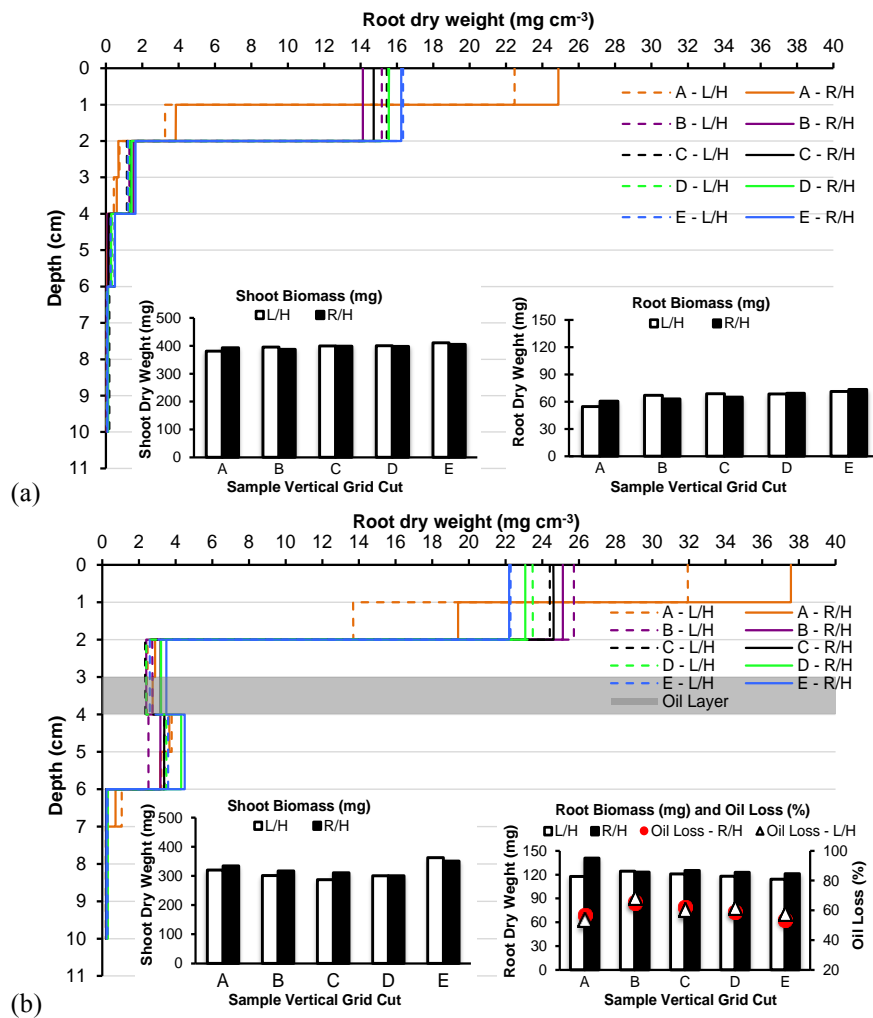 Root dry weight (mg cm-3)
0 2 4 6 8 10 12 14 16 18 20 22 24 26 28 30 32 34 36 38 40
0
1
2
3
4
5
6
7
8
9
10
11
Depth (cm)
A - L/H A - R/H
B - L/H B - R/H
C - L/H C - R/H
D - L/H D - R/H
E - L/H E - R/H
Shoot Biomass (mg)
L/H R/H
500
400
300
200
100
0
Shoot Dry Weght (mg)
A B C D E
Sample Vertical Grid Cut
Root Biomass (mg)
L/H R/H
150
120
90
60
30
0
Root Dry Weight (mg)
A B C D E
Sample Vertical Grid Cut
(a)
Root dry weight (mg cm-3)
0 2 4 6 8 10 12 14 16 18 20 22 24 26 28 30 32 34 36 38 40
0
1
2
3
4
5
6
7
8
9
10
11
Depth (cm)
A - L/H A - R/H
B - L/H B - R/H
C - L/H C - R/H
D - L/H D - R/H
E - L/H E - R/H
Oil Layer
Shoot Biomass (mg)
L/H R/H
500
400
300
200
100
0
Shoot Dry Weight (mg)
A B C D E
Sample Vertical Grid Cut
Root Biomass (mg) and Oil Loss (%)
L/H R/H Oil Loss - R/H Oil Loss - L/H
150
120
90
60
30
0
Root Dry Weight (mg)
100
80
60
40
20
Oil Loss (%)
A B C D E
Sample Vertical Grid Cut
(b)